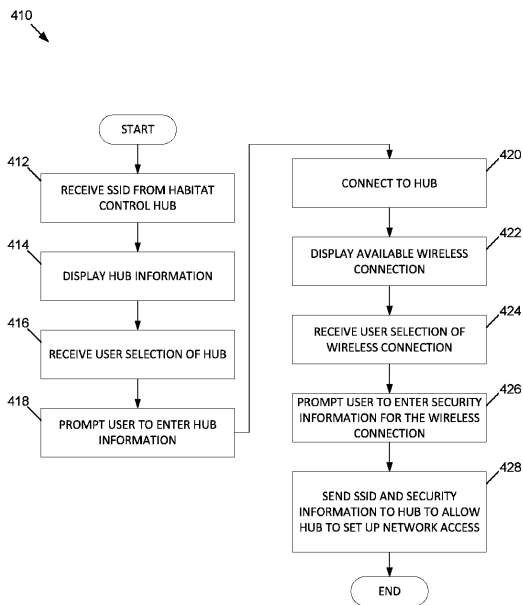 410
START
412
RECEIVE SSID FROM HABITAT
CONTROL HUB
414
DISPLAY HUB INFORMATION
416
RECEIVE USER SELECTION OF HUB
418
PROMPT USER TO ENTER HUB
INFORMATION
420
CONNECT TO HUB
422
DISPLAY AVAILABLE WIRELESS
CONNECTION
424
RECEIVE USER SELECTION OF
WIRELESS CONNECTION
426
PROMPT USER TO ENTER SECURITY
INFORMATION FOR THE WIRELESS
CONNECTION
428
SEND SSID AND SECURITY
INFORMATION TO HUB TO ALLOW
HUB TO SET UP NETWORK ACCESS
END